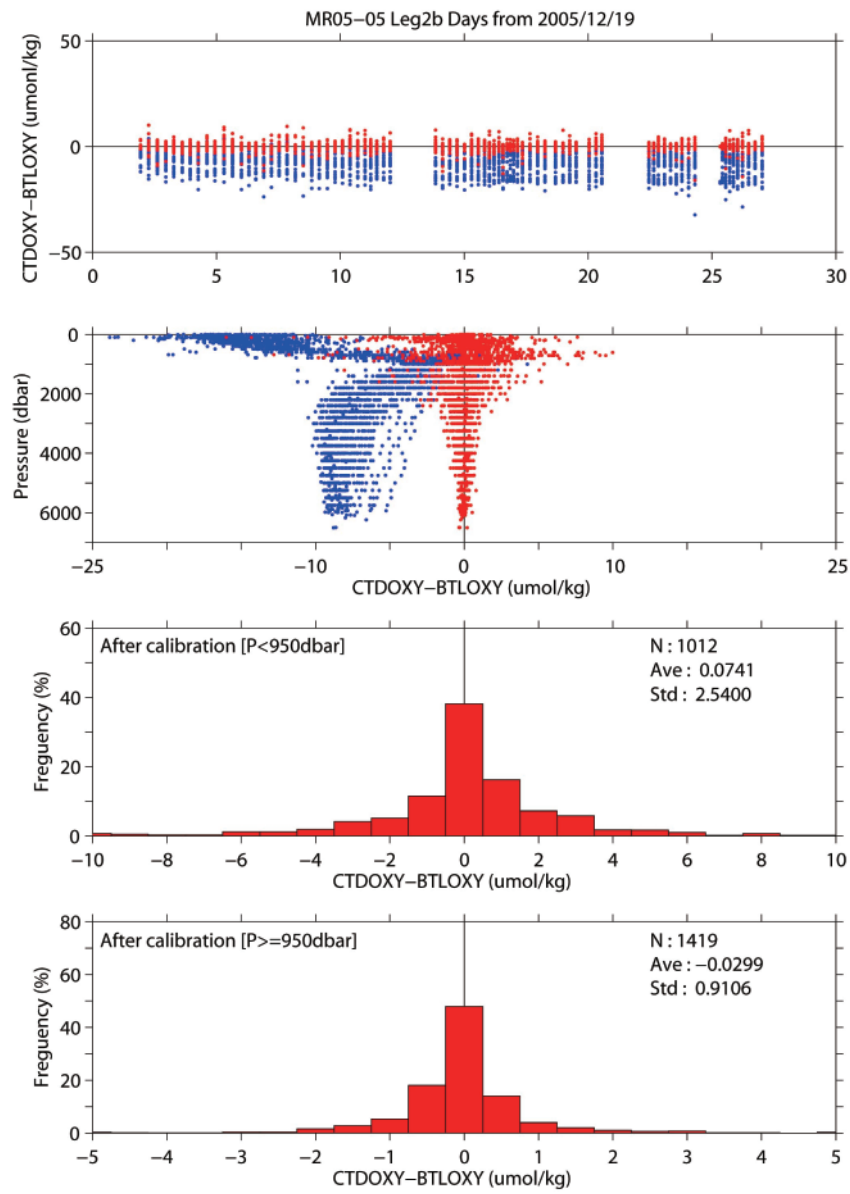 MR05−05 Leg2b Days from 2005/12/19
CTDOXY−BTLOXY (umonl/kg)
50
0
−50
0 5 10 15 20 25 30
Pressure (dbar)
0
2000
4000
6000
−25 −10 0 10 25
CTDOXY−BTLOXY (umol/kg)
After calibration [P<950dbar]
N : 1012
Ave : 0.0741
Std : 2.5400
Freguency (%)
60
40
20
0
−10 −8 −6 −4 −2 0 2 4 6 8 10
CTDOXY−BTLOXY (umol/kg)
After calibration [P>=950dbar]
N : 1419
Ave : −0.0299
Std : 0.9106
Freguency (%)
80
60
40
20
0
−5 −4 −3 −2 −1 0 1 2 3 4 5
CTDOXY−BTLOXY (umol/kg)